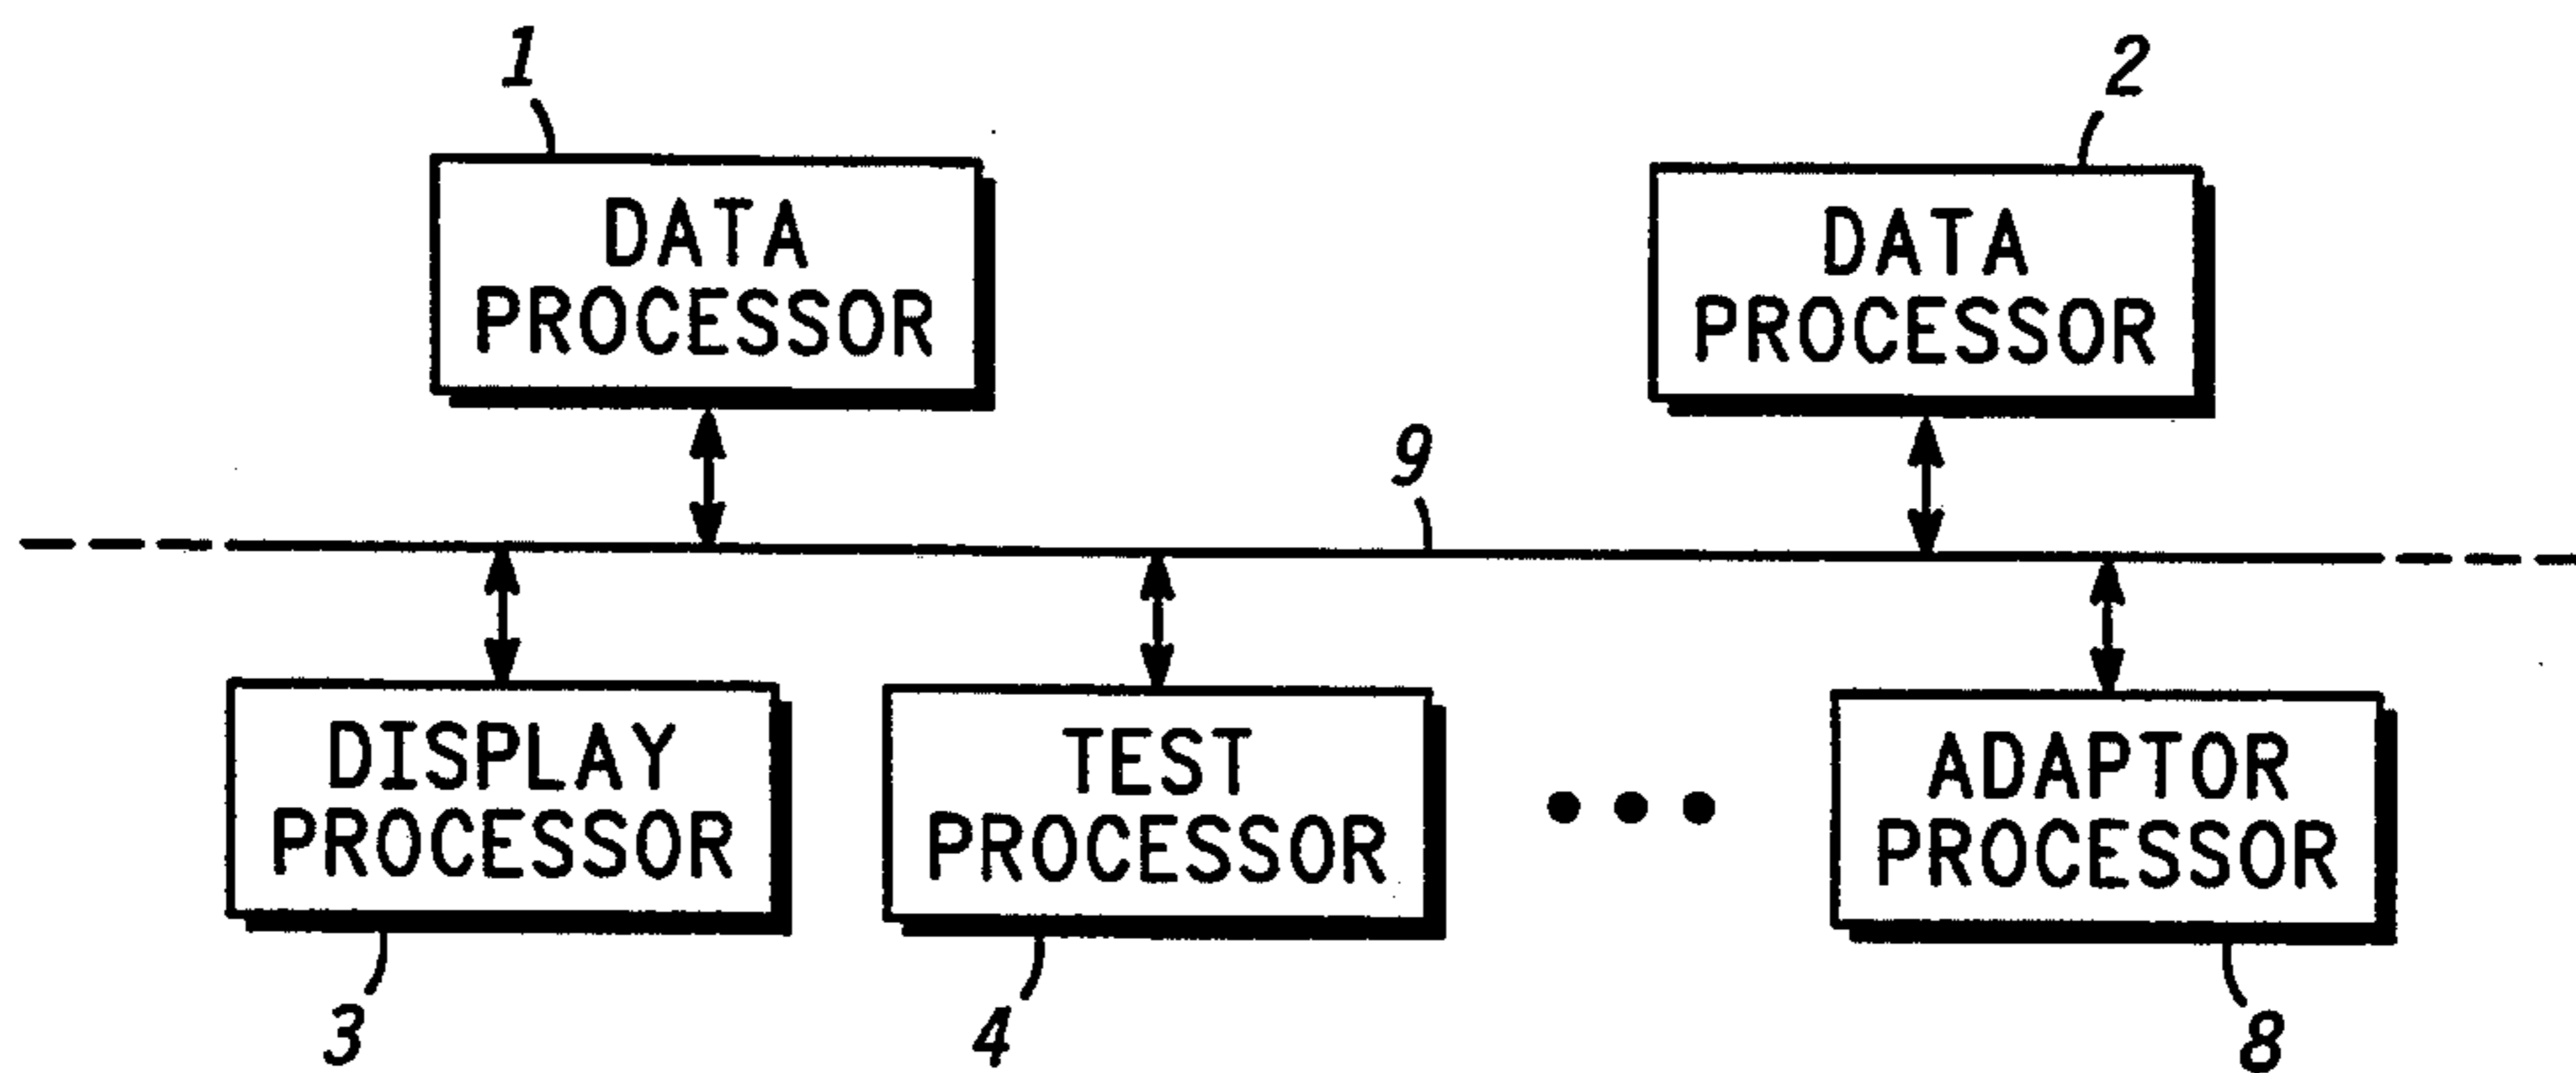 1
2
DATA
PROCESSOR
DATA
PROCESSOR
9
DISPLAY
PROCESSOR
TEST
PROCESSOR
ADAPTOR
PROCESSOR
3
4
8